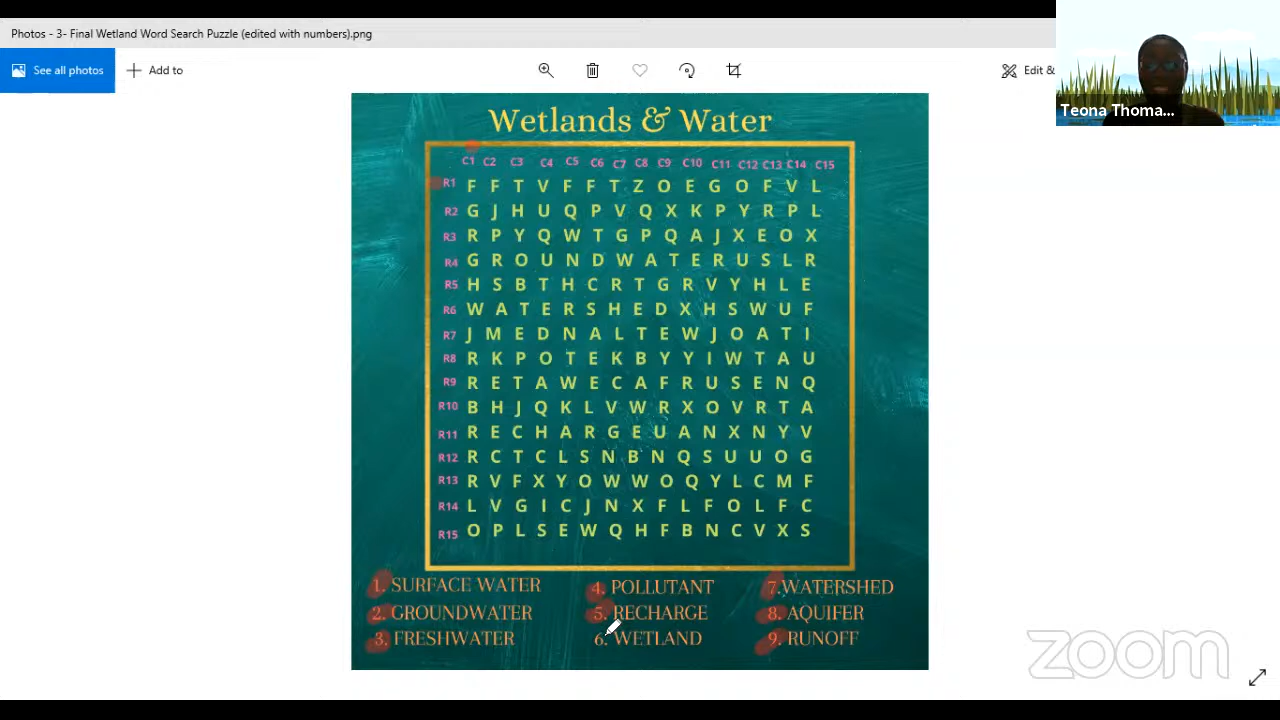 Photos - 3- Final Wetland Word Search Puzzle (edited with numbers).png
See all photos
Add to
Edit &
Teona Thoma...
Wetlands & Water
C1 C2 C3 C4 C5 C6 C7 C8 C9 C10 C11 C12 C13 C14 C15
R1 F F T V F F T Z O E G O F V L
R2 G J H U Q P V Q X K P Y R P L
R3 R P Y Q W T G P Q A J X E O X
R4 G R O U N D W A T E R U S L R
R5 H S B T H C R T G R V Y H L E
R6 W A T E R S H E D X H S W U F
R7 J M E D N A L T E W J O A T I
R8 R K P O T E K B Y Y I W T A U
R9 R E T A W E C A F R U S E N Q
R10 B H J Q K L V W R X O V R T A
R11 R E C H A R G E U A N X N Y V
R12 R C T C L S N B N Q S U U O G
R13 R V F X Y O W W O Q Y L C M F
R14 L V G I C J N X F L F O L F C
R15 O P L S E W Q H F B N C V X S
1. SURFACE WATER
2. GROUNDWATER
3. FRESHWATER
4. POLLUTANT
5. RECHARGE
6. WETLAND
7.WATERSHED
8. AQUIFER
9. RUNOFF
zoom